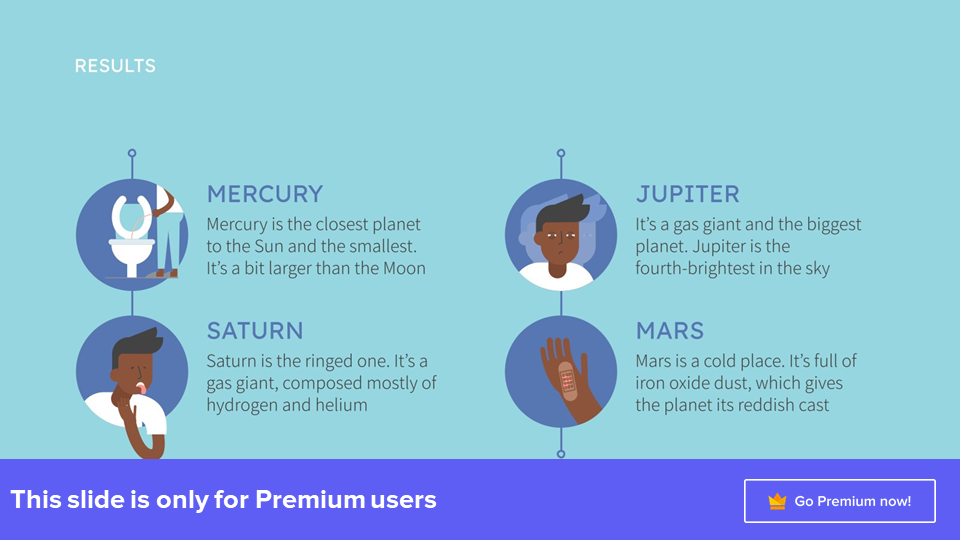 RESULTS
MERCURY
Mercury is the closest planet
to the Sun and the smallest.
It’s a bit larger than the Moon
JUPITER
It’s a gas giant and the biggest
planet. Jupiter is the
fourth-brightest in the sky
SATURN
Saturn is the ringed one. It’s a
gas giant, composed mostly of
hydrogen and helium
MARS
Mars is a cold place. It’s full of
iron oxide dust, which gives
the planet its reddish cast
This slide is only for Premium users
Go Premium now!